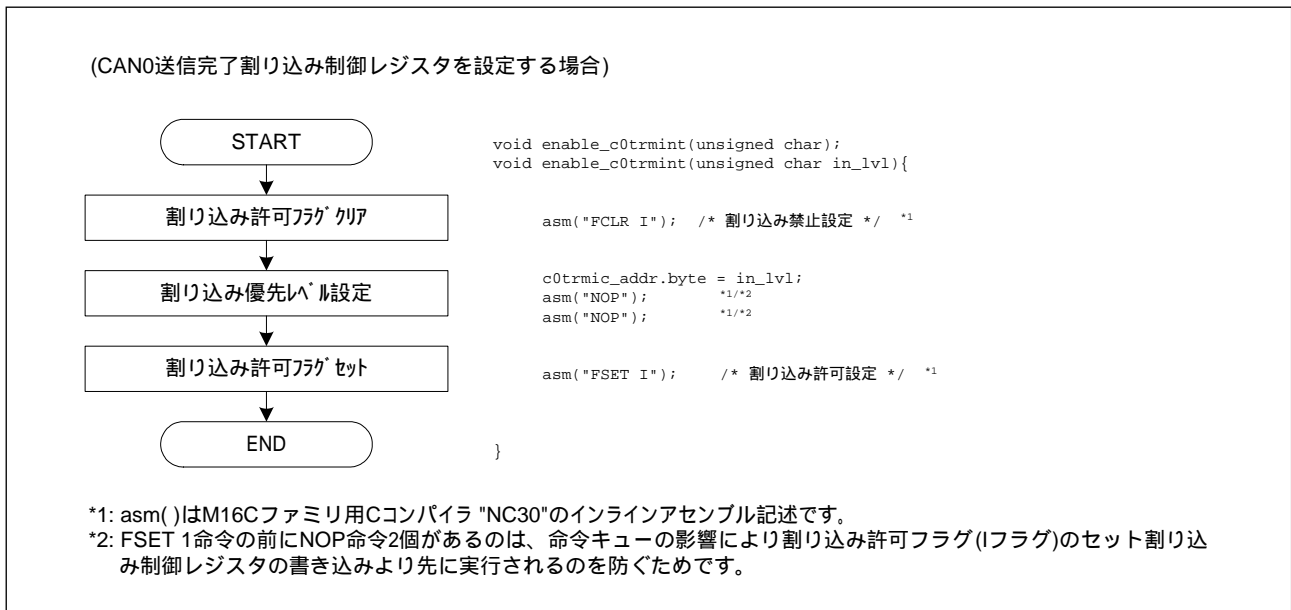 (CAN0送信完了割り込み制御レジスタを設定する場合)
START
割り込み許可ﾌﾗｸﾞｸﾘｱ
割り込み優先ﾚﾍﾞﾙ設定
割り込み許可ﾌﾗｸﾞｾｯﾄ
END
void enable_c0trmint(unsigned char);
void enable_c0trmint(unsigned char in_lvl){
asm("FCLR I"); /* 割り込み禁止設定 */ *1
c0trmic_addr.byte = in_lvl;
asm("NOP"); *1/*2
asm("NOP"); *1/*2
asm("FSET I"); /* 割り込み許可設定 */ *1
}
*1: asm( )はM16Cファミリ用Cコンパイラ "NC30"のインラインアセンブル記述です。
*2: FSET 1命令の前にNOP命令2個があるのは、命令キューの影響により割り込み許可フラグ(Iフラグ)のセット割り込
み制御レジスタの書き込みより先に実行されるのを防ぐためです。